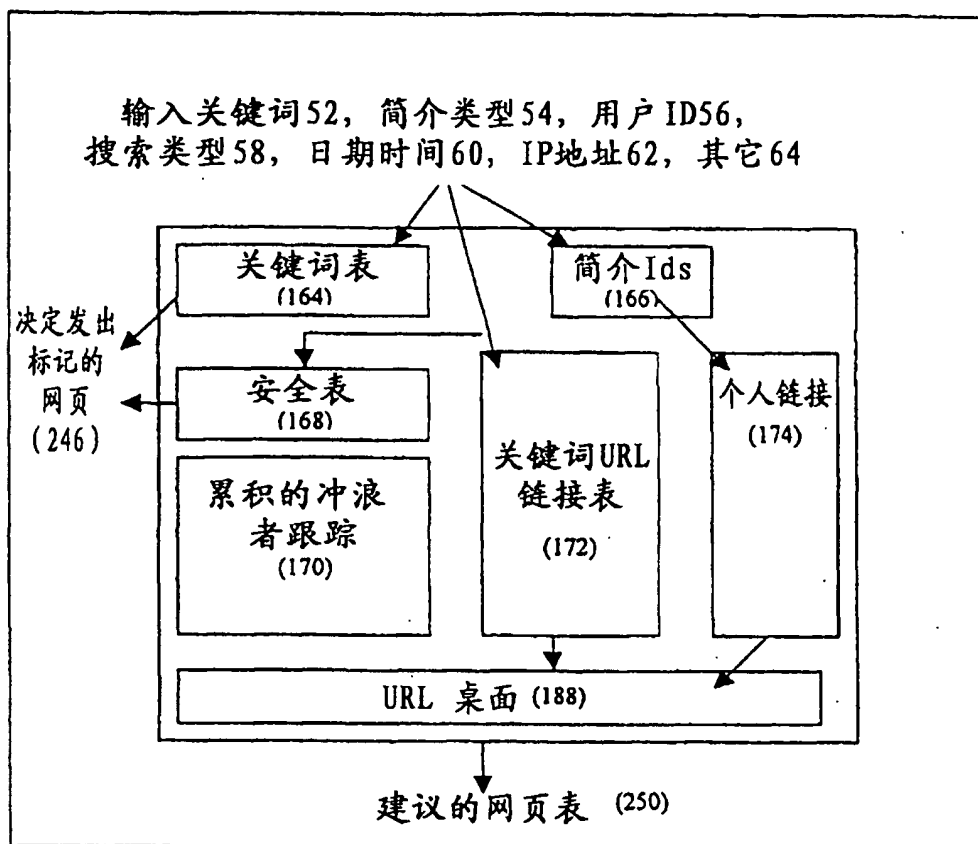 输入关键词52, 简介类型54, 用户ID56,
搜索类型58, 日期时间60, IP地址62, 其它64
关键词表
(164)
简介Ids
(166)
决定发出
标记的
网页
(246)
安全表
(168)
累积的冲浪
者跟踪
(170)
关键词URL
链接表
(172)
个人链接
(174)
URL 桌面(188)
建议的网页表 (250)